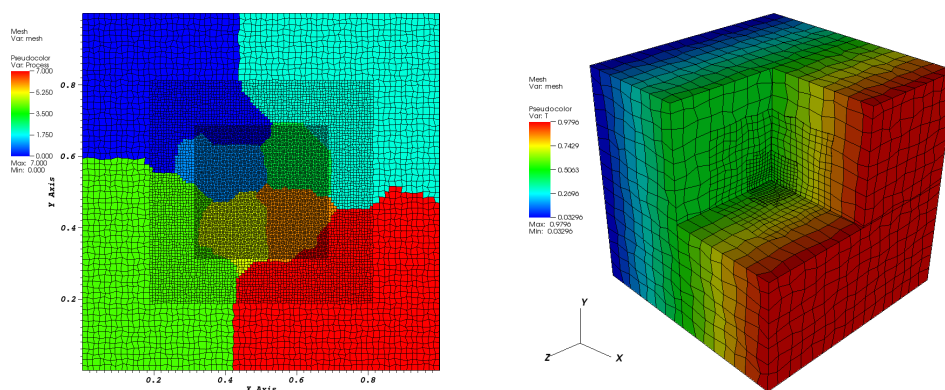 Mesh
Var: mesh
Pseudocolor
Var: Process
7.000
5.250
3.500
1.750
0.000
Max: 7.000
Min: 0.000
0.8
0.6
0.4
0.2
Y Axis
0.2
0.4
0.6
0.8
X Axis
Mesh
Var: mesh
Pseudocolor
Var: T
0.9796
0.7429
0.5063
0.2696
0.03296
Max: 0.9796
Min: 0.03296
Y
Z
X